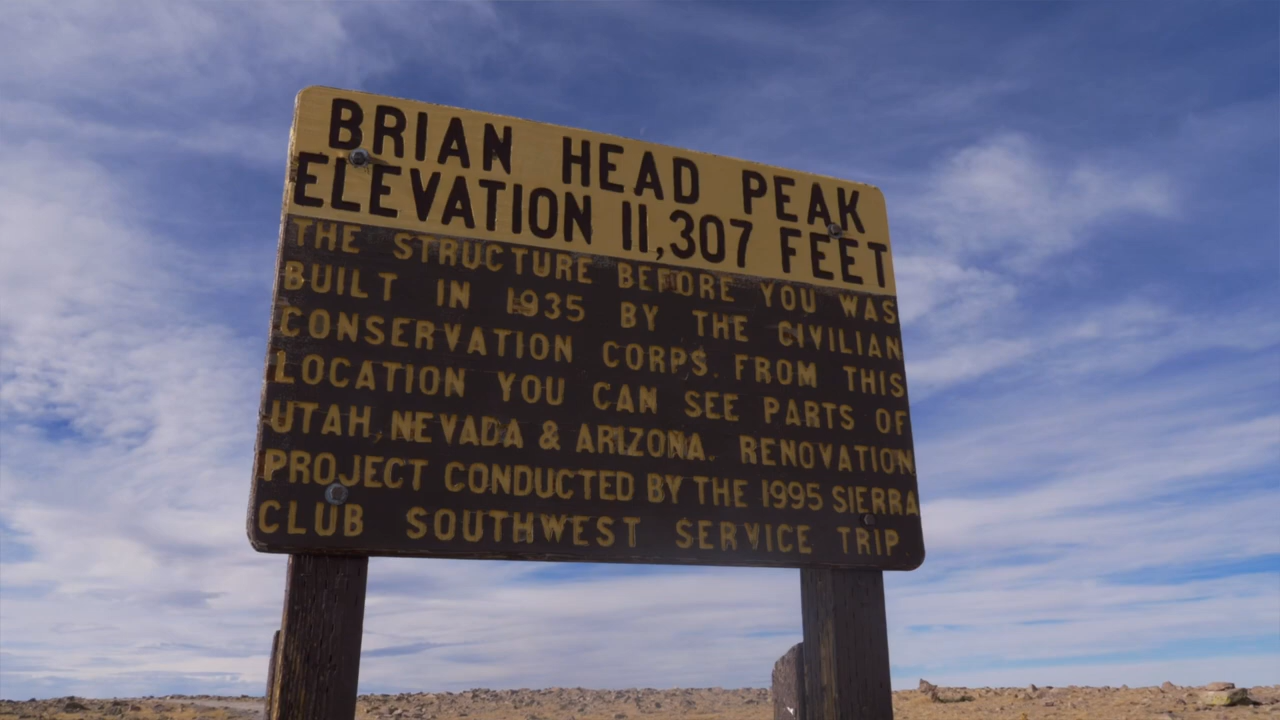 BRIAN HEAD PEAK
ELEVATION 11,307 FEET
THE STRUCTURE BEFORE YOU WAS
BUILT IN 1935 BY THE CIVILIAN
CONSERVATION CORPS. FROM THIS
LOCATION YOU CAN SEE PARTS OF
UTAH, NEVADA & ARIZONA. RENOVATION
PROJECT CONDUCTED BY THE 1995 SIERRA
CLUB SOUTHWEST SERVICE TRIP